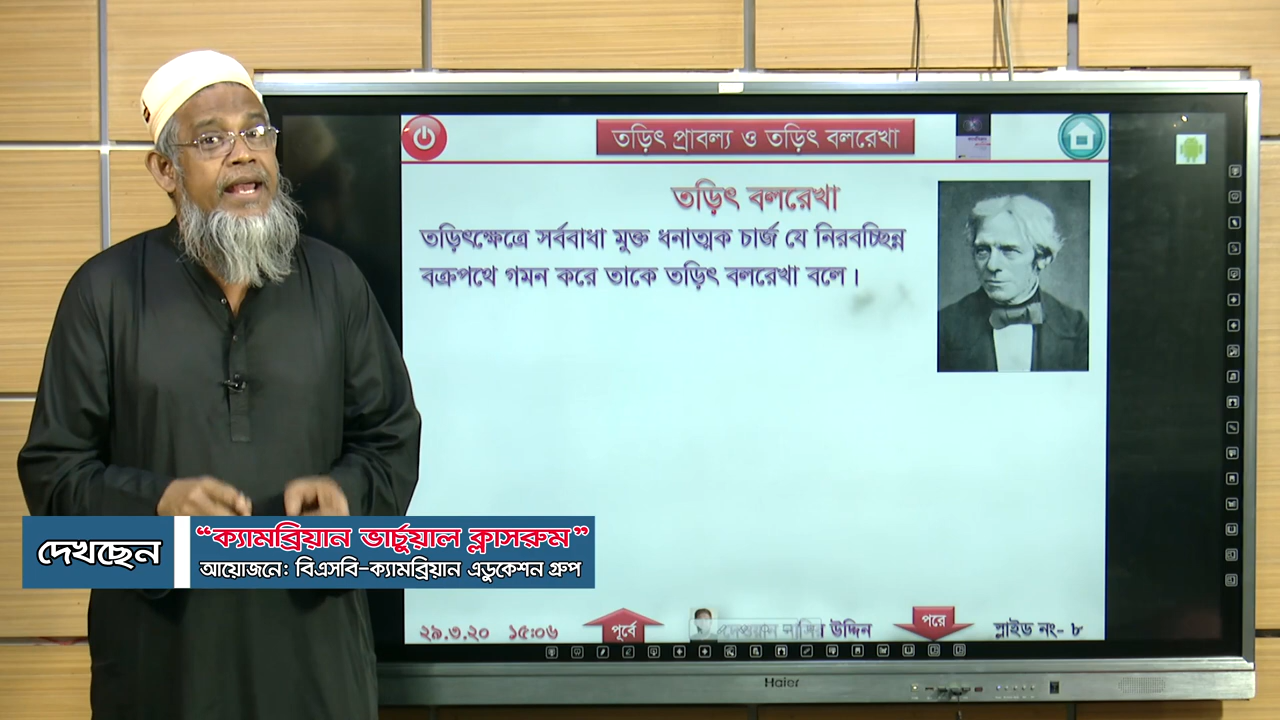 তড়িৎ প্রাবল্য ও তড়িৎ বলরেখা
তড়িৎ বলরেখা
তড়িৎক্ষেত্রে সর্ববাধা মুক্ত ধনাত্মক চার্জ যে নিরবচ্ছিন্ন
বক্রপথে গমন করে তাকে তড়িৎ বলরেখা বলে।
দেখছেন
“ক্যামব্রিয়ান ভার্চুয়াল ক্লাসরুম”
আয়োজনে: বিএসবি-ক্যামব্রিয়ান এডুকেশন গ্রুপ
২৯.৩.২০ ১৫:০৬
পূর্বে
উদ্দিন
পরে
স্লাইড নং- ৮
Haier